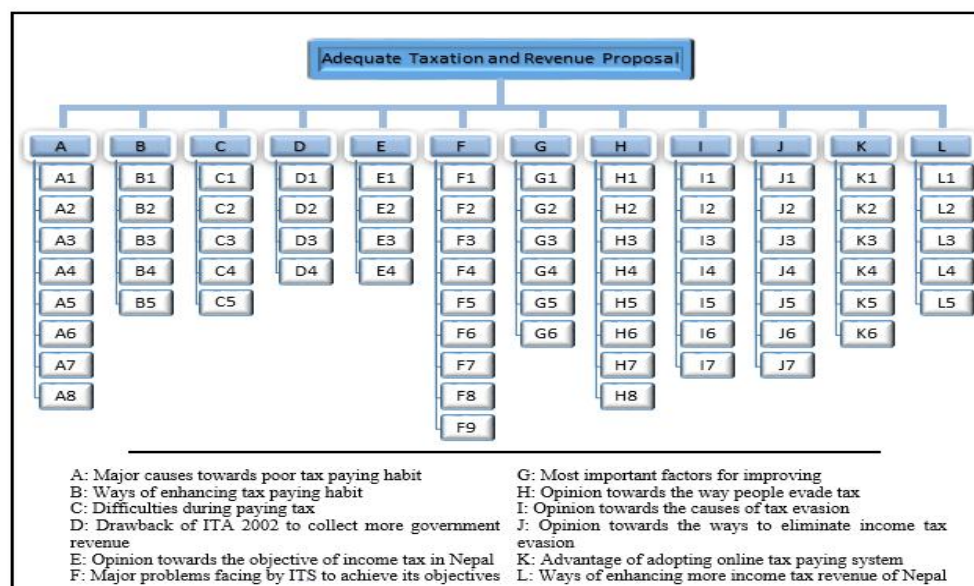 Adequate Taxation and Revenue Proposal
A B C D E F G H I J K L
A1 B1 C1 D1 E1 F1 G1 H1 I1 J1 K1 L1
A2 B2 C2 D2 E2 F2 G2 H2 I2 J2 K2 L2
A3 B3 C3 D3 E3 F3 G3 H3 I3 J3 K3 L3
A4 B4 C4 D4 E4 F4 G4 H4 I4 J4 K4 L4
A5 B5 C5 F5 G5 H5 I5 J5 K5 L5
A6 F6 G6 H6 I6 J6 K6
A7 F7 H7 I7 J7
A8 F8 H8
F9
A: Major causes towards poor tax paying habit
B: Ways of enhancing tax paying habit
C: Difficulties during paying tax
D: Drawback of ITA 2002 to collect more government
revenue
E: Opinion towards the objective of income tax in Nepal
F: Major problems facing by ITS to achieve its objectives
G: Most important factors for improving
H: Opinion towards the way people evade tax
I: Opinion towards the causes of tax evasion
J: Opinion towards the ways to eliminate income tax
evasion
K: Advantage of adopting online tax paying system
L: Ways of enhancing more income tax revenue of Nepal